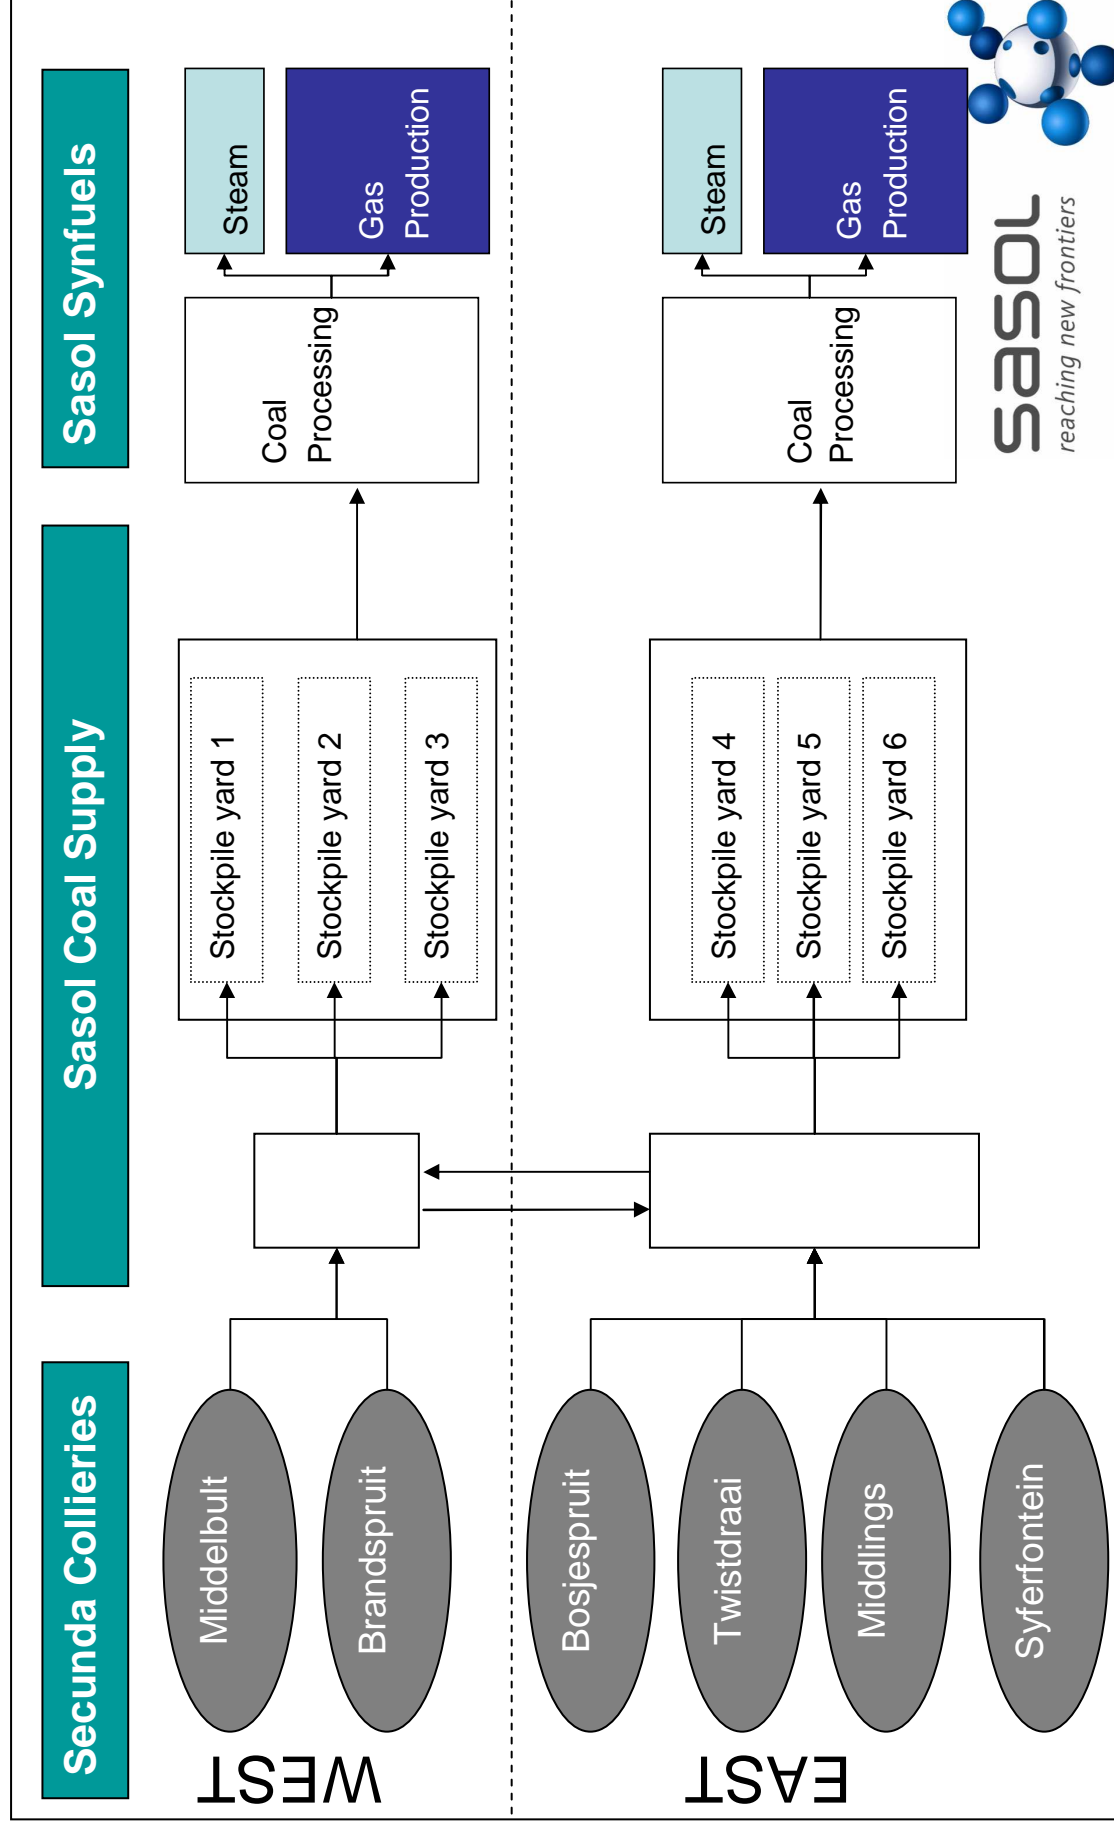 Secunda Collieries
Sasol Coal Supply
Sasol Synfuels
WEST
Middelbult
Brandspruit
Stockpile yard 1
Stockpile yard 2
Stockpile yard 3
Coal
Processing
Steam
Gas
Production
EAST
Bosjespruit
Twistdraai
Middlings
Syferfontein
Stockpile yard 4
Stockpile yard 5
Stockpile yard 6
Coal
Processing
Steam
Gas
Production
sasol
reaching new frontiers